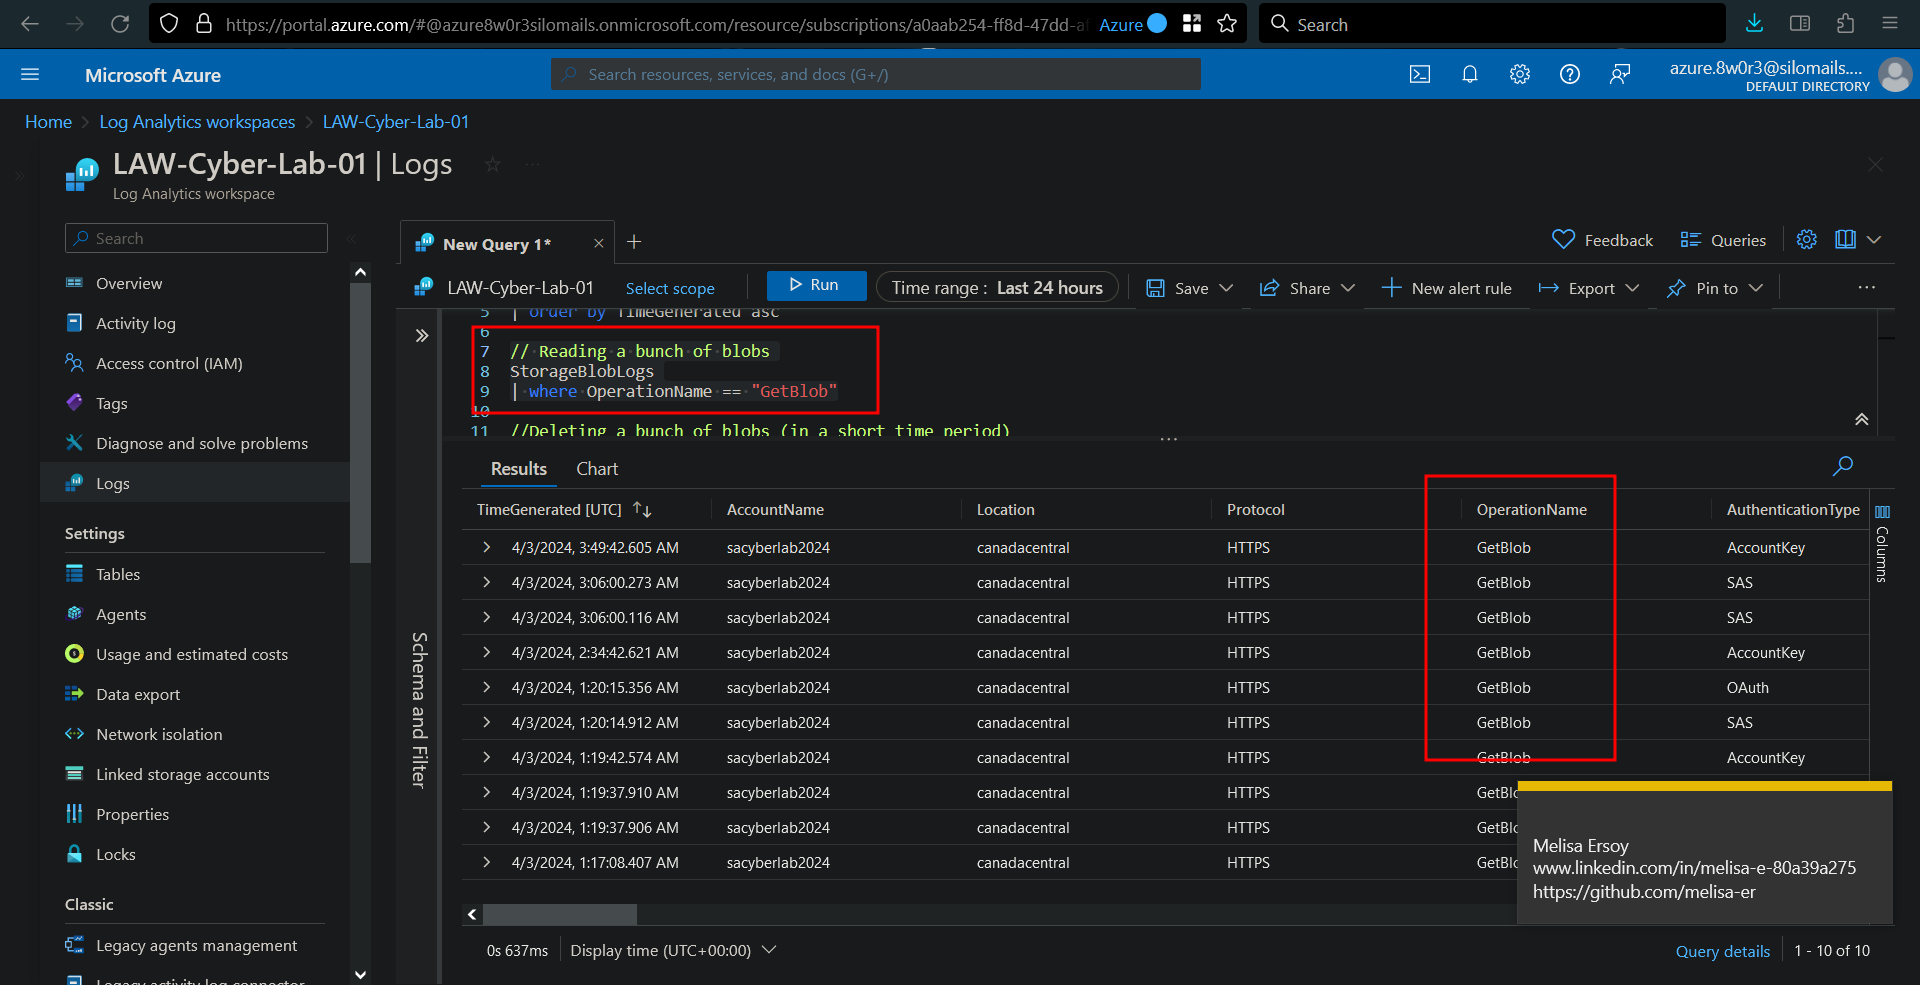 https://portal.azure.com/#@azure8w0r3silomails.onmicrosoft.com/resource/subscriptions/a0aab254-ff8d-47dd-a
Azure
Search
Microsoft Azure
Search resources, services, and docs (G+/)
azure.8w0r3@silomails....
DEFAULT DIRECTORY
Home > Log Analytics workspaces > LAW-Cyber-Lab-01
LAW-Cyber-Lab-01 | Logs
Log Analytics workspace
Search
Overview
Activity log
Access control (IAM)
Tags
Diagnose and solve problems
Logs
Settings
Tables
Agents
Usage and estimated costs
Data export
Network isolation
Linked storage accounts
Properties
Locks
Classic
Legacy agents management
Legacy activity log connector
New Query 1*
Feedback
Queries
LAW-Cyber-Lab-01
Select scope
Run
Time range : Last 24 hours
Save
Share
New alert rule
Export
Pin to
Schema and Filter
5 | order by TimeGenerated asc
6
7 // Reading a bunch of blobs
8 StorageBlobLogs
9 | where OperationName == "GetBlob"
10
11 //Deleting a bunch of blobs (in a short time period)
Results Chart
TimeGenerated [UTC] AccountName Location Protocol OperationName AuthenticationType
4/3/2024, 3:49:42.605 AM sacyberlab2024 canadacentral HTTPS GetBlob AccountKey
4/3/2024, 3:06:00.273 AM sacyberlab2024 canadacentral HTTPS GetBlob SAS
4/3/2024, 3:06:00.116 AM sacyberlab2024 canadacentral HTTPS GetBlob SAS
4/3/2024, 2:34:42.621 AM sacyberlab2024 canadacentral HTTPS GetBlob AccountKey
4/3/2024, 1:20:15.356 AM sacyberlab2024 canadacentral HTTPS GetBlob OAuth
4/3/2024, 1:20:14.912 AM sacyberlab2024 canadacentral HTTPS GetBlob SAS
4/3/2024, 1:19:42.574 AM sacyberlab2024 canadacentral HTTPS GetBlob AccountKey
4/3/2024, 1:19:37.910 AM sacyberlab2024 canadacentral HTTPS GetBlo
4/3/2024, 1:19:37.906 AM sacyberlab2024 canadacentral HTTPS GetBlo
4/3/2024, 1:17:08.407 AM sacyberlab2024 canadacentral HTTPS GetBl
Columns
Melisa Ersoy
www.linkedin.com/in/melisa-e-80a39a275
https://github.com/melisa-er
0s 637ms
Display time (UTC+00:00)
Query details
1 - 10 of 10